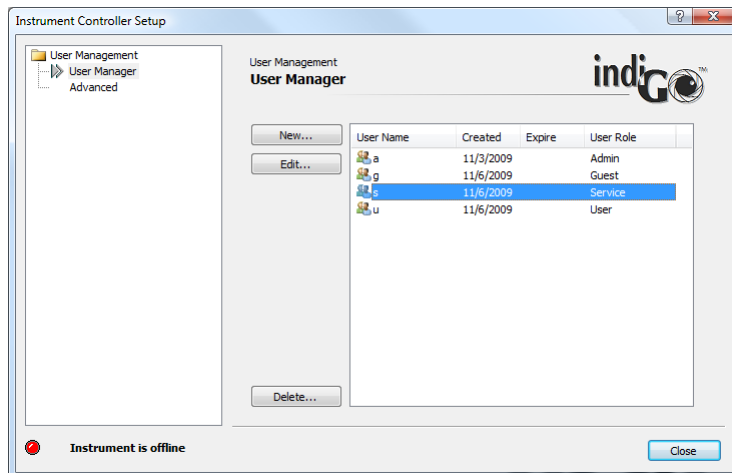 Instrument Controller Setup
User Management
User Manager
Advanced
User Management
User Manager
indiGo™
New...
Edit...
Delete...
User Name Created Expire User Role
a 11/3/2009 Admin
g 11/6/2009 Guest
s 11/6/2009 Service
u 11/6/2009 User
Instrument is offline
Close